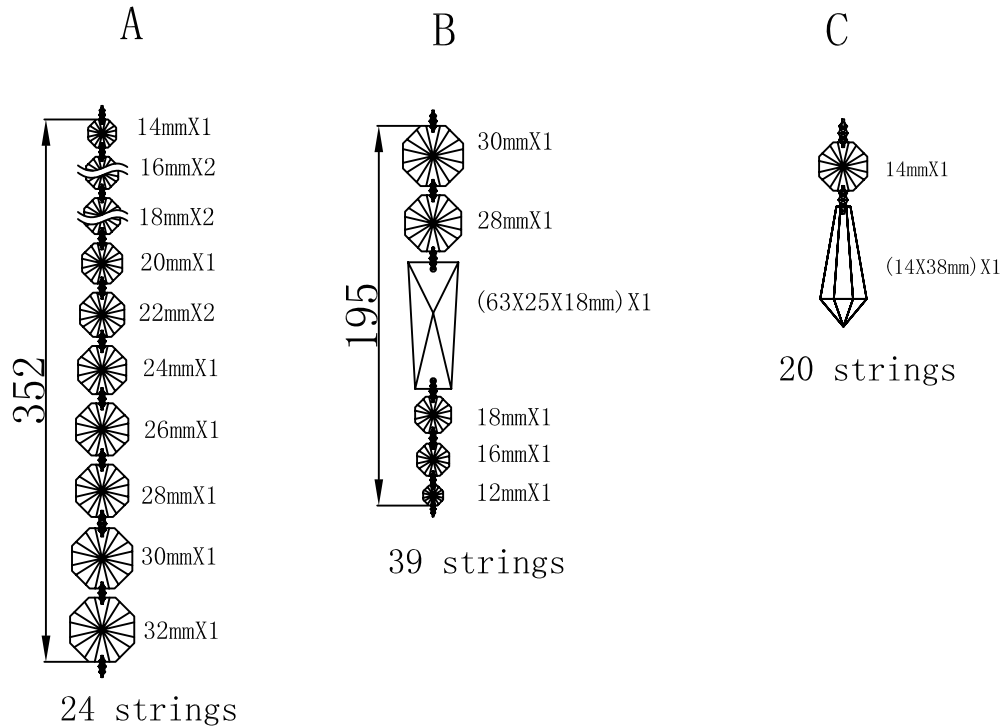 A
14mmX1
16mmX2
18mmX2
20mmX1
22mmX2
24mmX1
26mmX1
28mmX1
30mmX1
32mmX1
352
24 strings
B
30mmX1
28mmX1
(63X25X18mm)X1
18mmX1
16mmX1
12mmX1
195
39 strings
C
14mmX1
(14X38mm)X1
20 strings